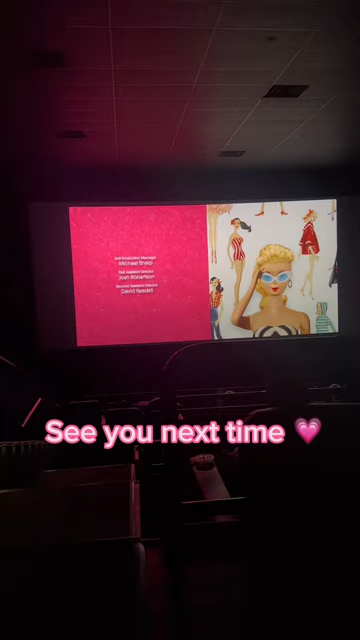 Unit Production Manager
Michael Sharp
First Assistant Director
Josh Robertson
Second Assistant Director
David Keadell
See you next time 💗